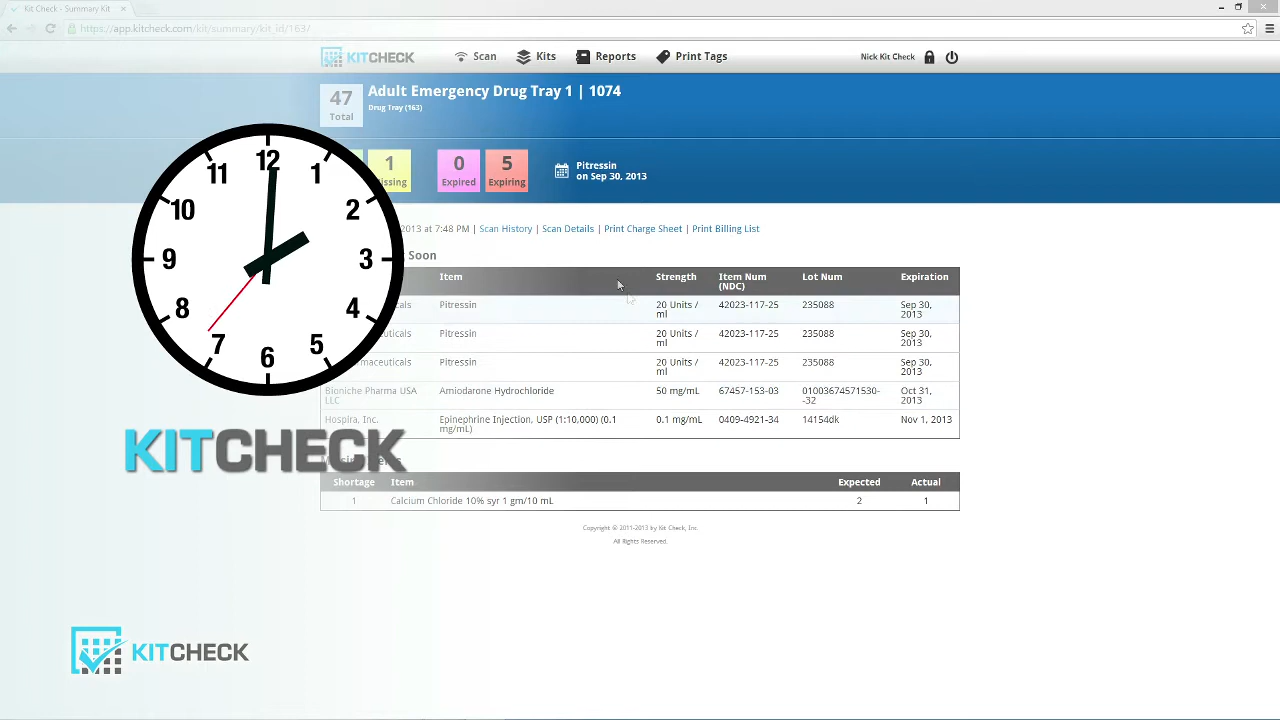 Kit Check - Summary Kit
https://app.kitcheck.com/kit/summary/kit_id/163/
KITCHECK Scan Kits Reports Print Tags Nick Kit Check
47 Total
Adult Emergency Drug Tray 1 | 1074
Drug Tray (163)
1
0 Expired
5 Expiring
Pitressin
on Sep 30, 2013
2013 at 7:48 PM | Scan History | Scan Details | Print Charge Sheet | Print Billing List
Soon
Item Strength Item Num (NDC) Lot Num Expiration
Pitressin 20 Units / ml 42023-117-25 235088 Sep 30, 2013
Pitressin 20 Units / ml 42023-117-25 235088 Sep 30, 2013
Pitressin 20 Units / ml 42023-117-25 235088 Sep 30, 2013
Bioniche Pharma USA LLC Amiodarone Hydrochloride 50 mg/mL 67457-153-03 01003674571530--32 Oct 31, 2013
Hospira, Inc. Epinephrine Injection, USP (1:10,000) (0.1 mg/mL) 0.1 mg/mL 0409-4921-34 14154dk Nov 1, 2013
Shortage Item Expected Actual
1 Calcium Chloride 10% syr 1 gm/10 mL 2 1
Copyright © 2011-2013 by Kit Check, Inc.
All Rights Reserved.
12
1
2
3
4
5
6
7
8
9
10
11
KITCHECK
KITCHECK